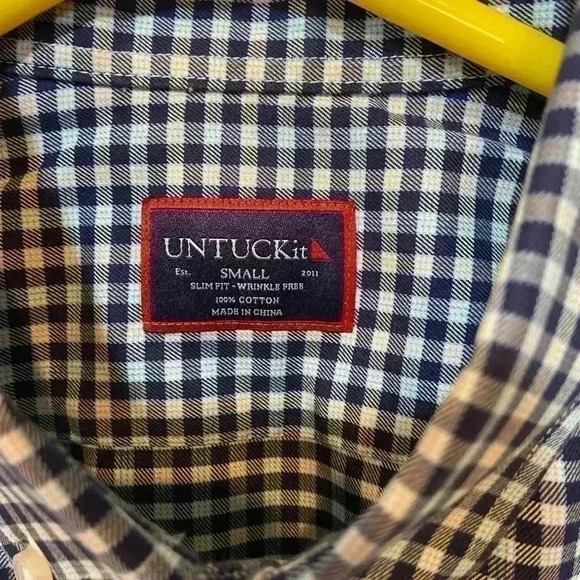 UNTUCKit
Est. SMALL 2011
SLIM FIT - WRINKLE FREE
100% COTTON
MADE IN CHINA